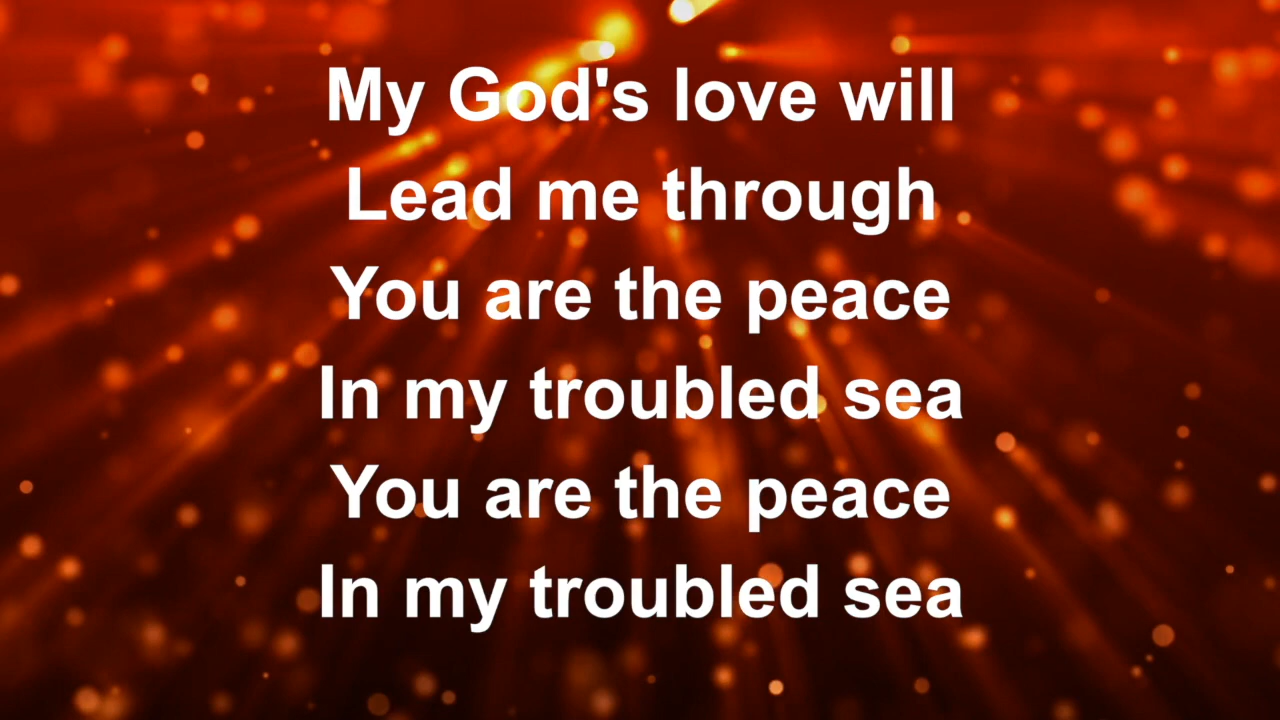 My God's love will
Lead me through
You are the peace
In my troubled sea
You are the peace
In my troubled sea